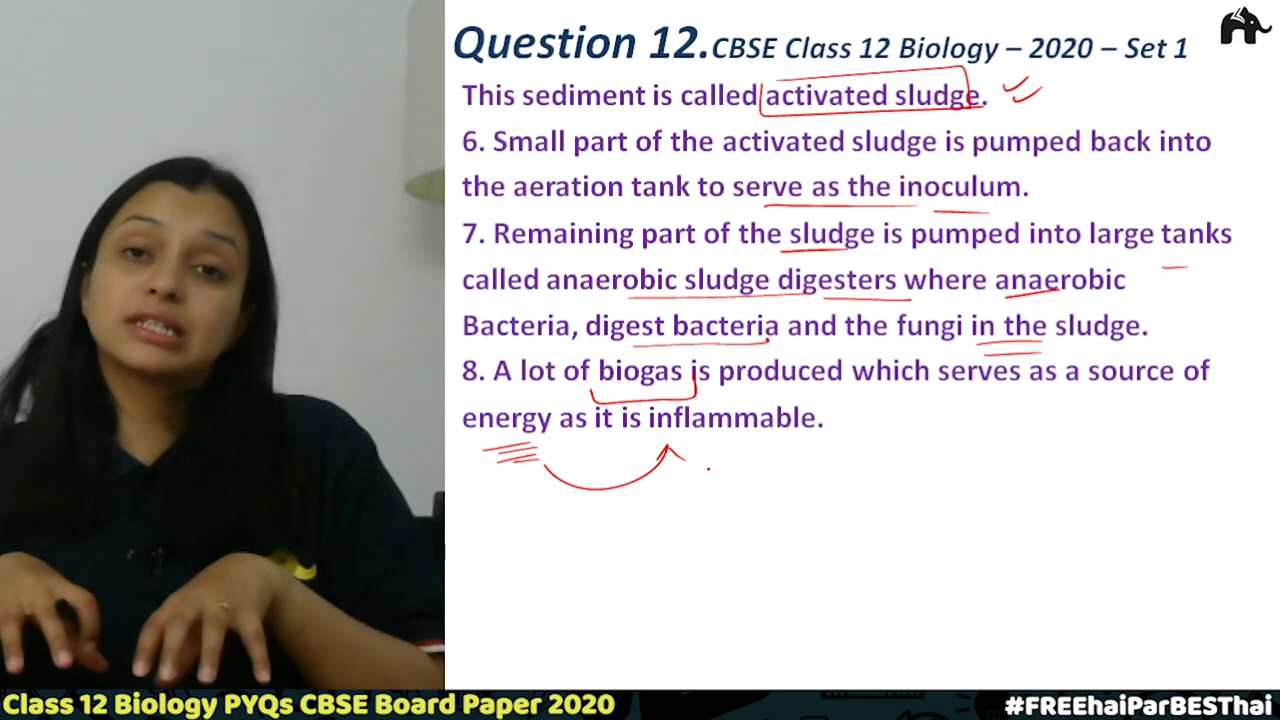 Question 12.CBSE Class 12 Biology – 2020 – Set 1
This sediment is called activated sludge.
6. Small part of the activated sludge is pumped back into
the aeration tank to serve as the inoculum.
7. Remaining part of the sludge is pumped into large tanks
called anaerobic sludge digesters where anaerobic
Bacteria, digest bacteria and the fungi in the sludge.
8. A lot of biogas is produced which serves as a source of
energy as it is inflammable.
Class 12 Biology PYQs CBSE Board Paper 2020
#FREEhaiParBESThai